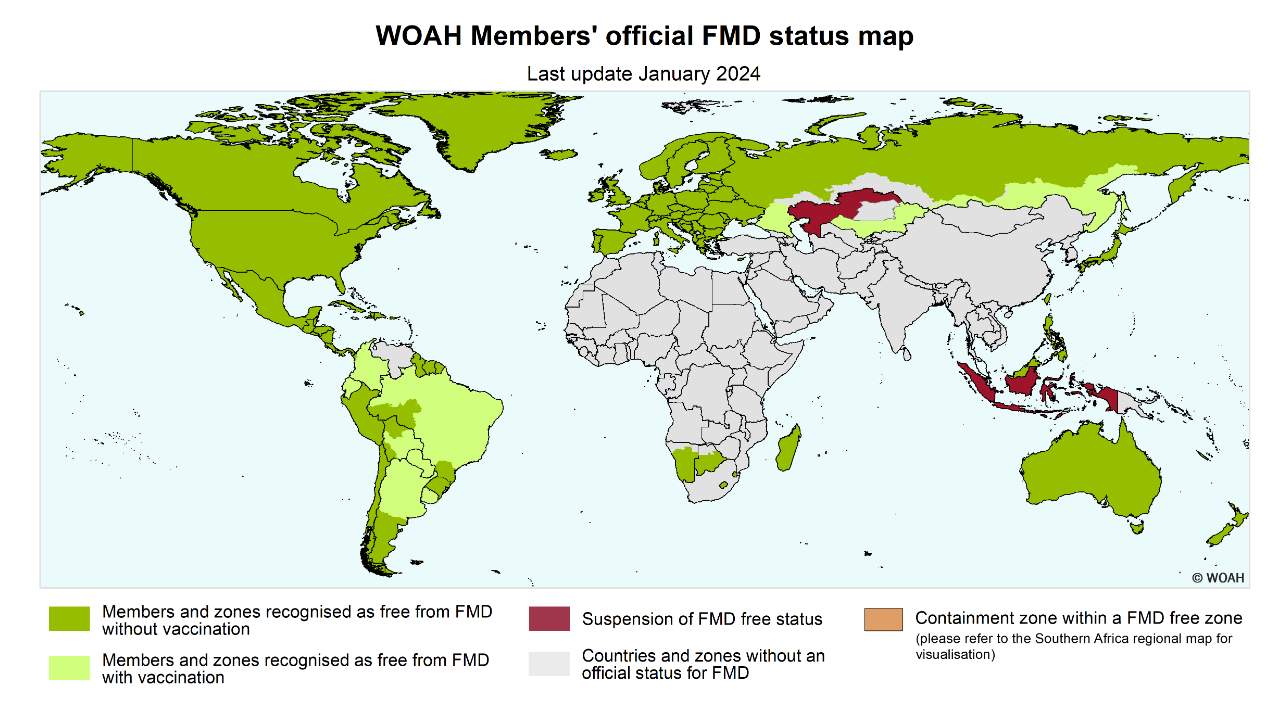 WOAH Members' official FMD status map
Last update January 2024
© WOAH
Members and zones recognised as free from FMD
without vaccination
Members and zones recognised as free from FMD
with vaccination
Suspension of FMD free status
Countries and zones without an
official status for FMD
Containment zone within a FMD free zone
(please refer to the Southern Africa regional map for
visualisation)